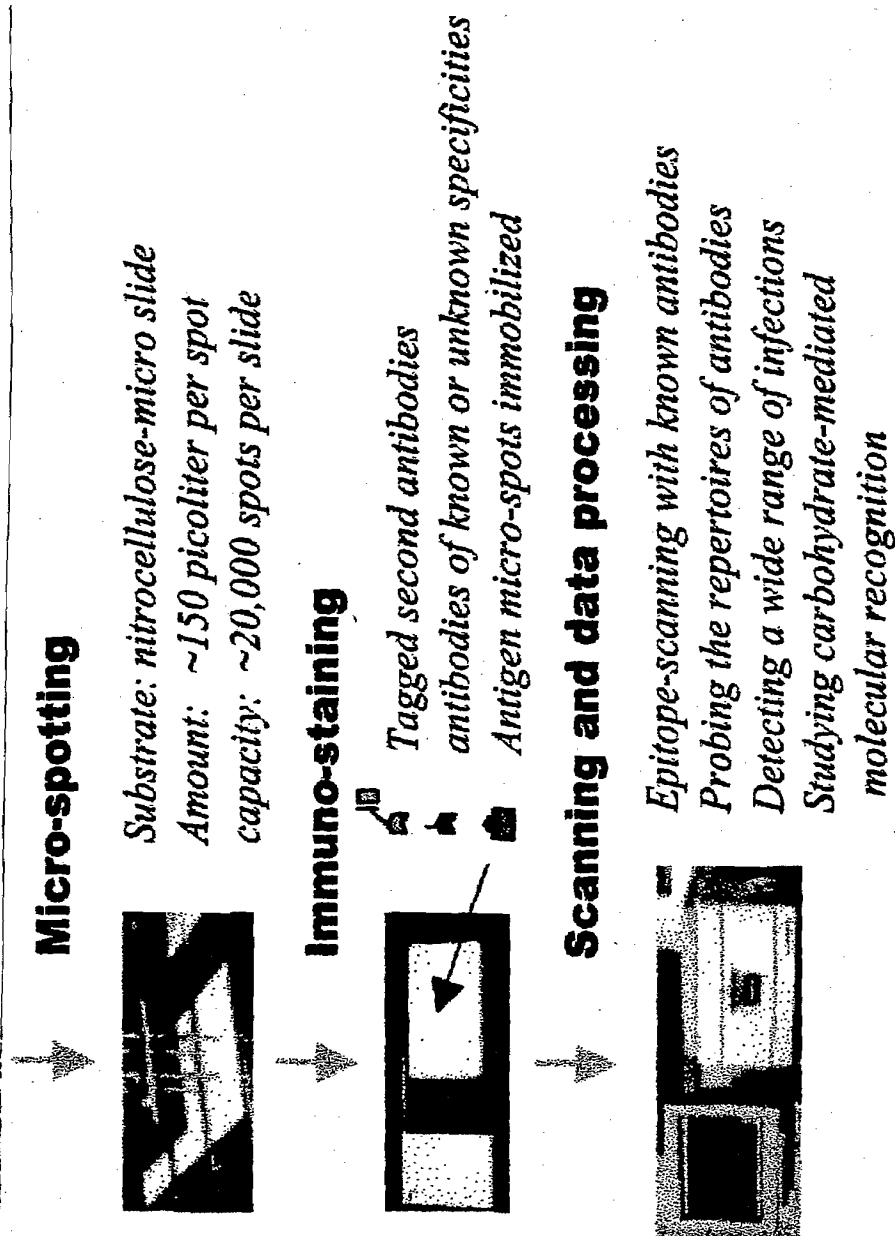 Micro-spotting
Substrate: nitrocellulose-micro slide
Amount: ~150 picoliter per spot
capacity: ~20,000 spots per slide
Immuno-staining
Tagged second antibodies
antibodies of known or unknown specificities
Antigen micro-spots immobilized
Scanning and data processing
Epitope-scanning with known antibodies
Probing the repertoires of antibodies
Detecting a wide range of infections
Studying carbohydrate-mediated
molecular recognition